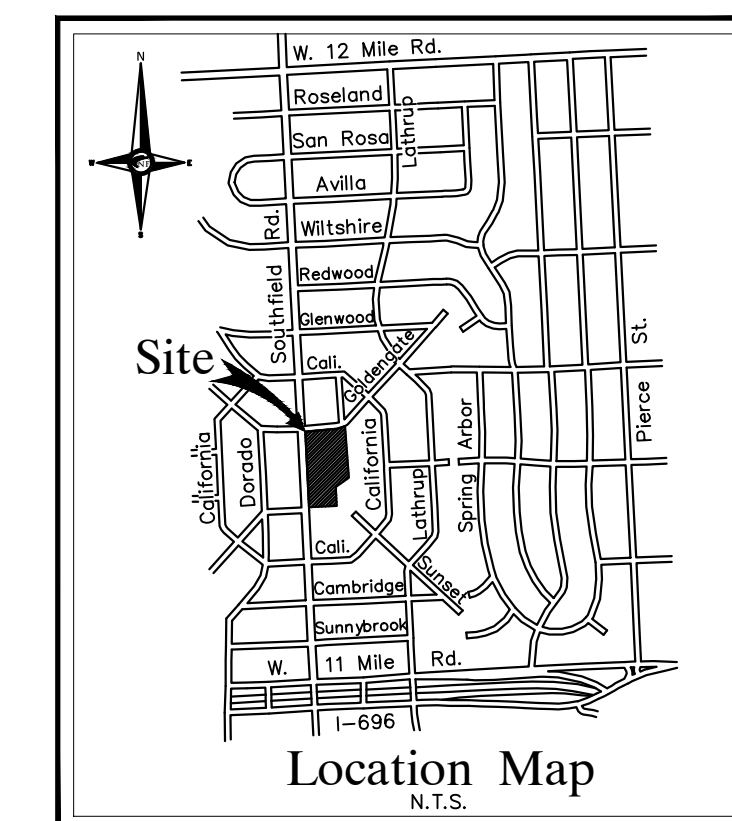 N
W. 12 Mile Rd.
Roseland
Lathrup
San Rosa
W
NF
E
Avilla
S
Wiltshire
Southfield Rd.
Redwood
Glenwood
St.
Site
Cali.
Goldengate
Pierce
California
Dorado
California
Lathrup
Spring Arbor
Cali.
Sunset
Cambridge
Sunnybrook
W. 11 Mile Rd.
I-696
Location Map
N.T.S.